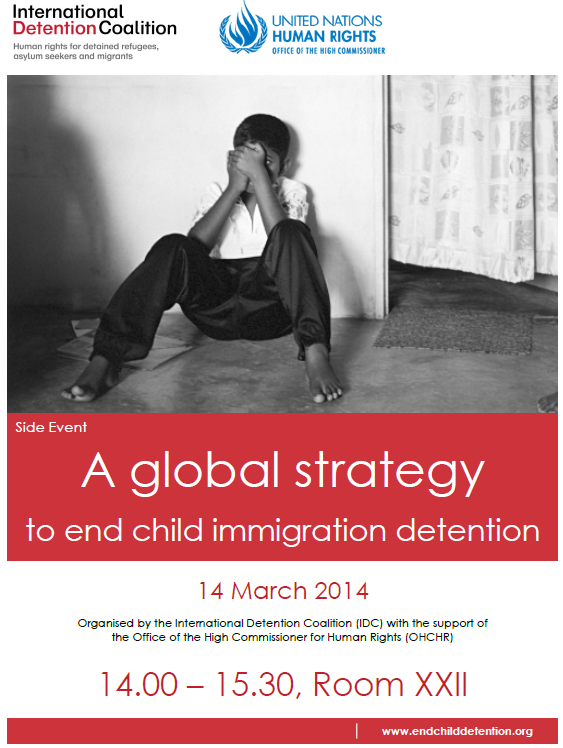 International
Detention Coalition
Human rights for detained refugees,
asylum seekers and migrants
UNITED NATIONS
HUMAN RIGHTS
OFFICE OF THE HIGH COMMISSIONER
Side Event
A global strategy
to end child immigration detention
14 March 2014
Organised by the International Detention Coalition (IDC) with the support of
the Office of the High Commissioner for Human Rights (OHCHR)
14.00 – 15.30, Room XXII
www.endchilddetention.org